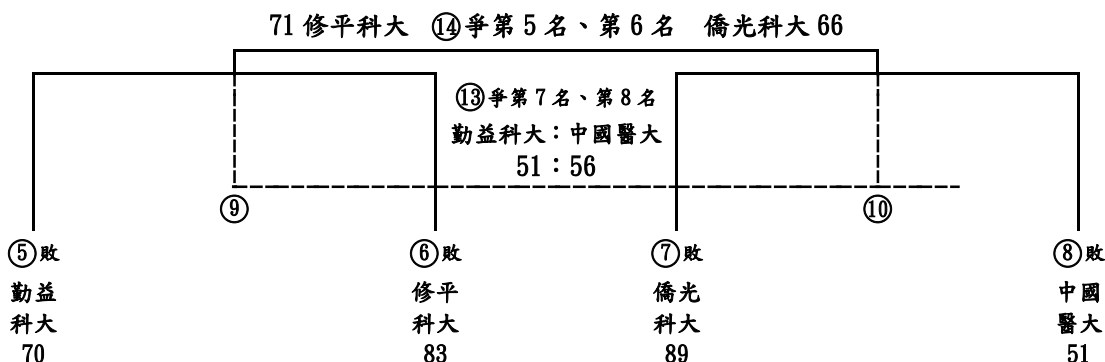 71 修平科大 ⑭爭第 5 名、第 6 名 僑光科大 66
⑬爭第 7 名、第 8 名
勤益科大：中國醫大
51：56
⑨ ⑩
⑤敗 ⑥敗 ⑦敗 ⑧敗
勤益 修平 僑光 中國
科大 科大 科大 醫大
70 83 89 51